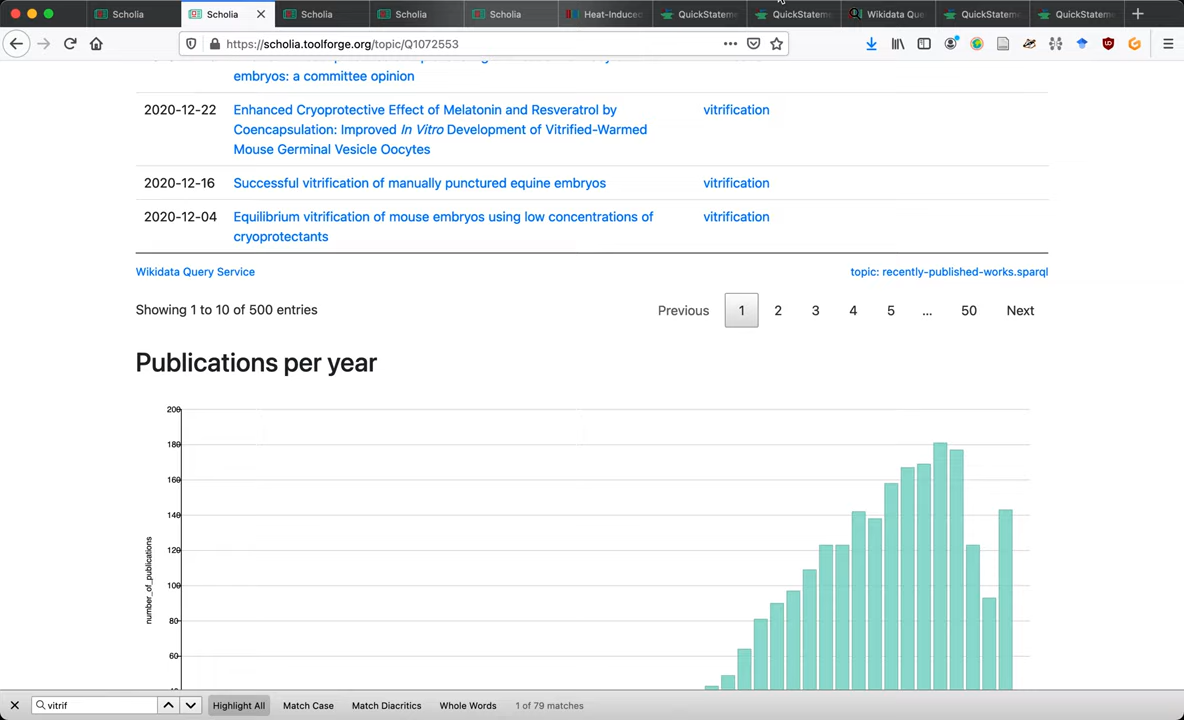 Scholia
Scholia
Scholia
Scholia
Scholia
Heat-Induced
QuickStateme
QuickStateme
Wikidata Que
QuickStateme
QuickStateme
https://scholia.toolforge.org/topic/Q1072553
embryos: a committee opinion
2020-12-22 Enhanced Cryoprotective Effect of Melatonin and Resveratrol by vitrification
Coencapsulation: Improved In Vitro Development of Vitrified-Warmed
Mouse Germinal Vesicle Oocytes
2020-12-16 Successful vitrification of manually punctured equine embryos vitrification
2020-12-04 Equilibrium vitrification of mouse embryos using low concentrations of vitrification
cryoprotectants
Wikidata Query Service topic: recently-published-works.sparql
Showing 1 to 10 of 500 entries Previous 1 2 3 4 5 ... 50 Next
Publications per year
200
180
160
140
120
100
80
60
number_of_publications
vitrif Highlight All Match Case Match Diacritics Whole Words 1 of 79 matches